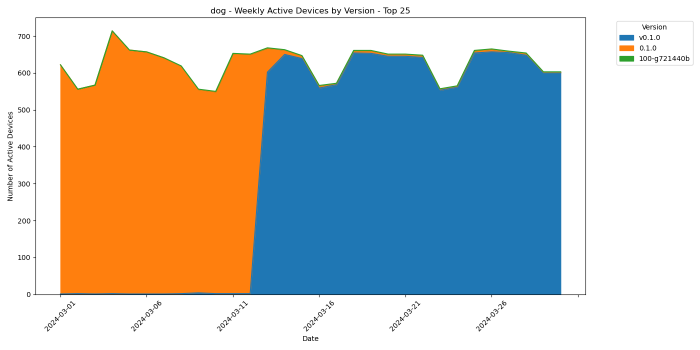 dog - Weekly Active Devices by Version - Top 25
Version
v0.1.0
0.1.0
100-g721440b
Number of Active Devices
700
600
500
400
300
200
100
0
2024-03-01
2024-03-06
2024-03-11
2024-03-16
2024-03-21
2024-03-26
Date